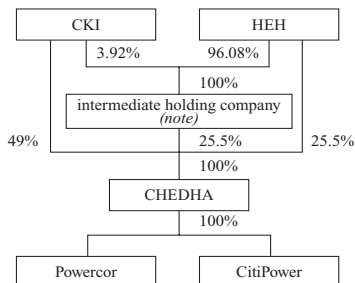 CKI HEH
3.92% 96.08%
100%
intermediate holding company
(note)
49% 25.5% 25.5%
100%
CHEDHA
100%
Powercor CitiPower